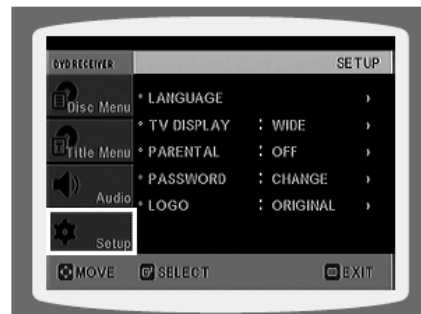 DVD RECEIVER SETUP
Disc Menu
Title Menu
Audio
Setup
• LANGUAGE ›
• TV DISPLAY : WIDE ›
• PARENTAL : OFF ›
• PASSWORD : CHANGE ›
• LOGO : ORIGINAL ›
MOVE SELECT EXIT